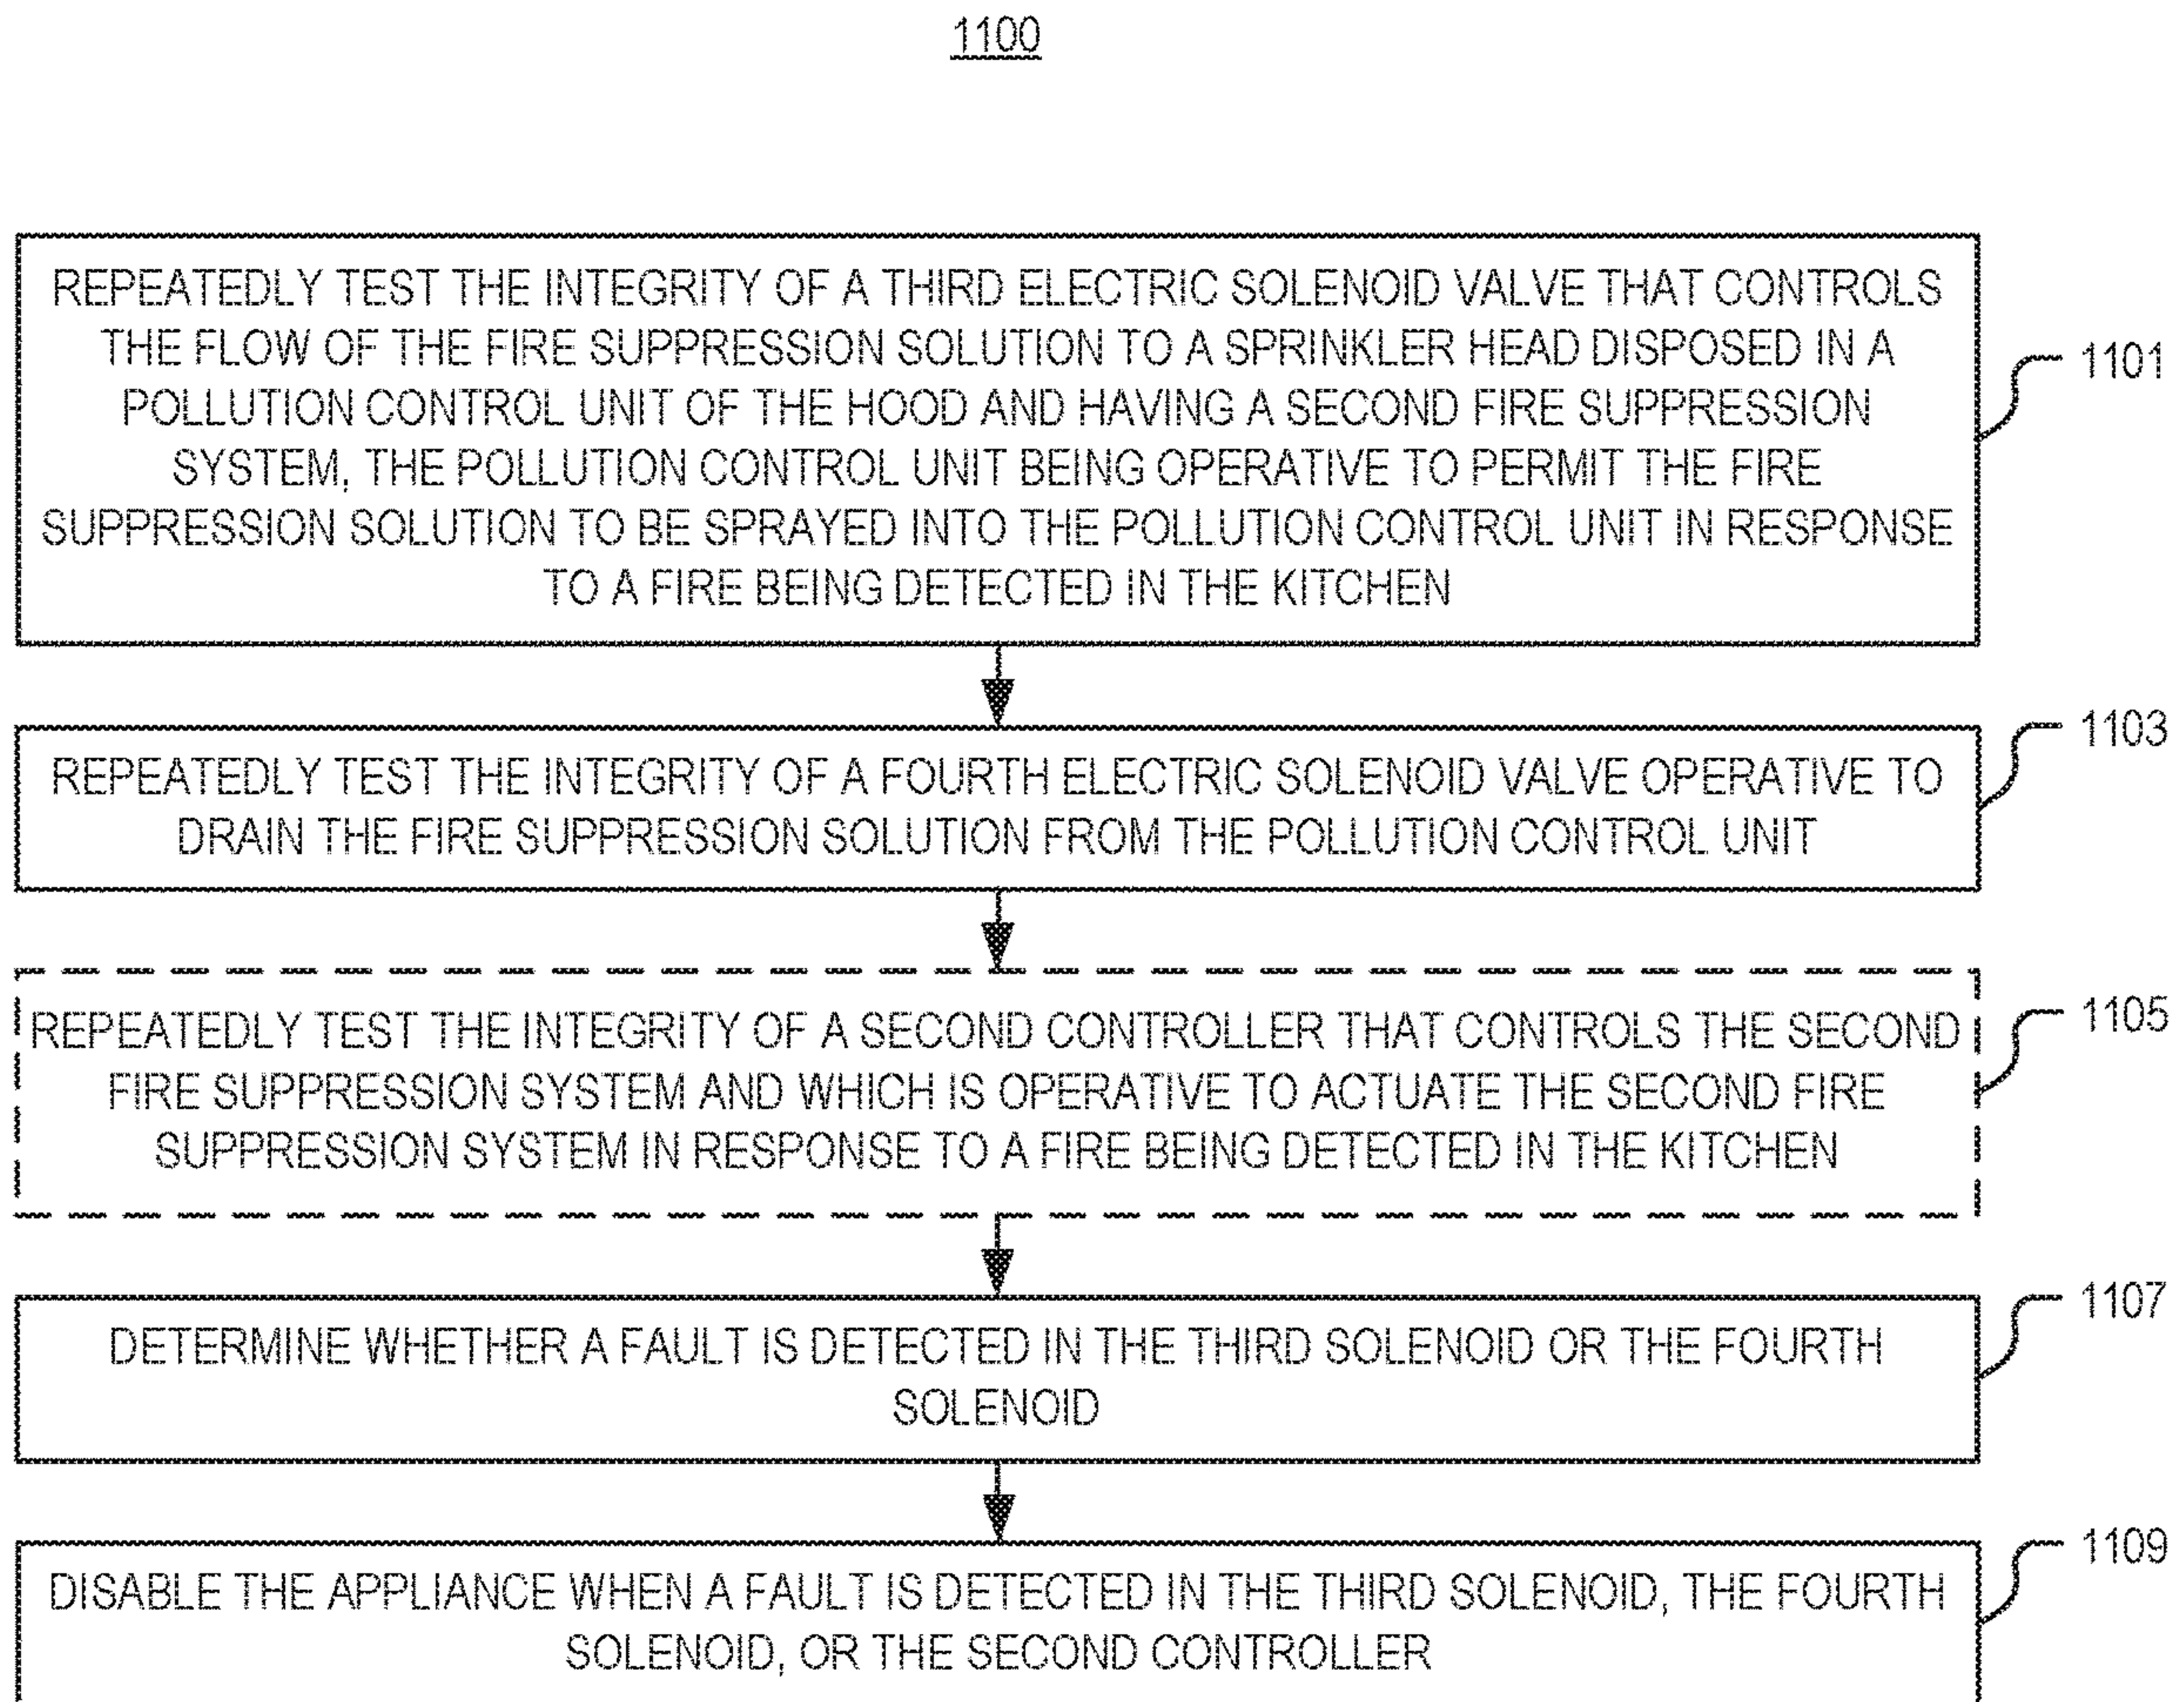 1100
REPEATEDLY TEST THE INTEGRITY OF A THIRD ELECTRIC SOLENOID VALVE THAT CONTROLS
THE FLOW OF THE FIRE SUPPRESSION SOLUTION TO A SPRINKLER HEAD DISPOSED IN A
POLLUTION CONTROL UNIT OF THE HOOD AND HAVING A SECOND FIRE SUPPRESSION
SYSTEM, THE POLLUTION CONTROL UNIT BEING OPERATIVE TO PERMIT THE FIRE
SUPPRESSION SOLUTION TO BE SPRAYED INTO THE POLLUTION CONTROL UNIT IN RESPONSE
TO A FIRE BEING DETECTED IN THE KITCHEN
1101
REPEATEDLY TEST THE INTEGRITY OF A FOURTH ELECTRIC SOLENOID VALVE OPERATIVE TO
DRAIN THE FIRE SUPPRESSION SOLUTION FROM THE POLLUTION CONTROL UNIT
1103
REPEATEDLY TEST THE INTEGRITY OF A SECOND CONTROLLER THAT CONTROLS THE SECOND
FIRE SUPPRESSION SYSTEM AND WHICH IS OPERATIVE TO ACTUATE THE SECOND FIRE
SUPPRESSION SYSTEM IN RESPONSE TO A FIRE BEING DETECTED IN THE KITCHEN
1105
DETERMINE WHETHER A FAULT IS DETECTED IN THE THIRD SOLENOID OR THE FOURTH
SOLENOID
1107
DISABLE THE APPLIANCE WHEN A FAULT IS DETECTED IN THE THIRD SOLENOID, THE FOURTH
SOLENOID, OR THE SECOND CONTROLLER
1109